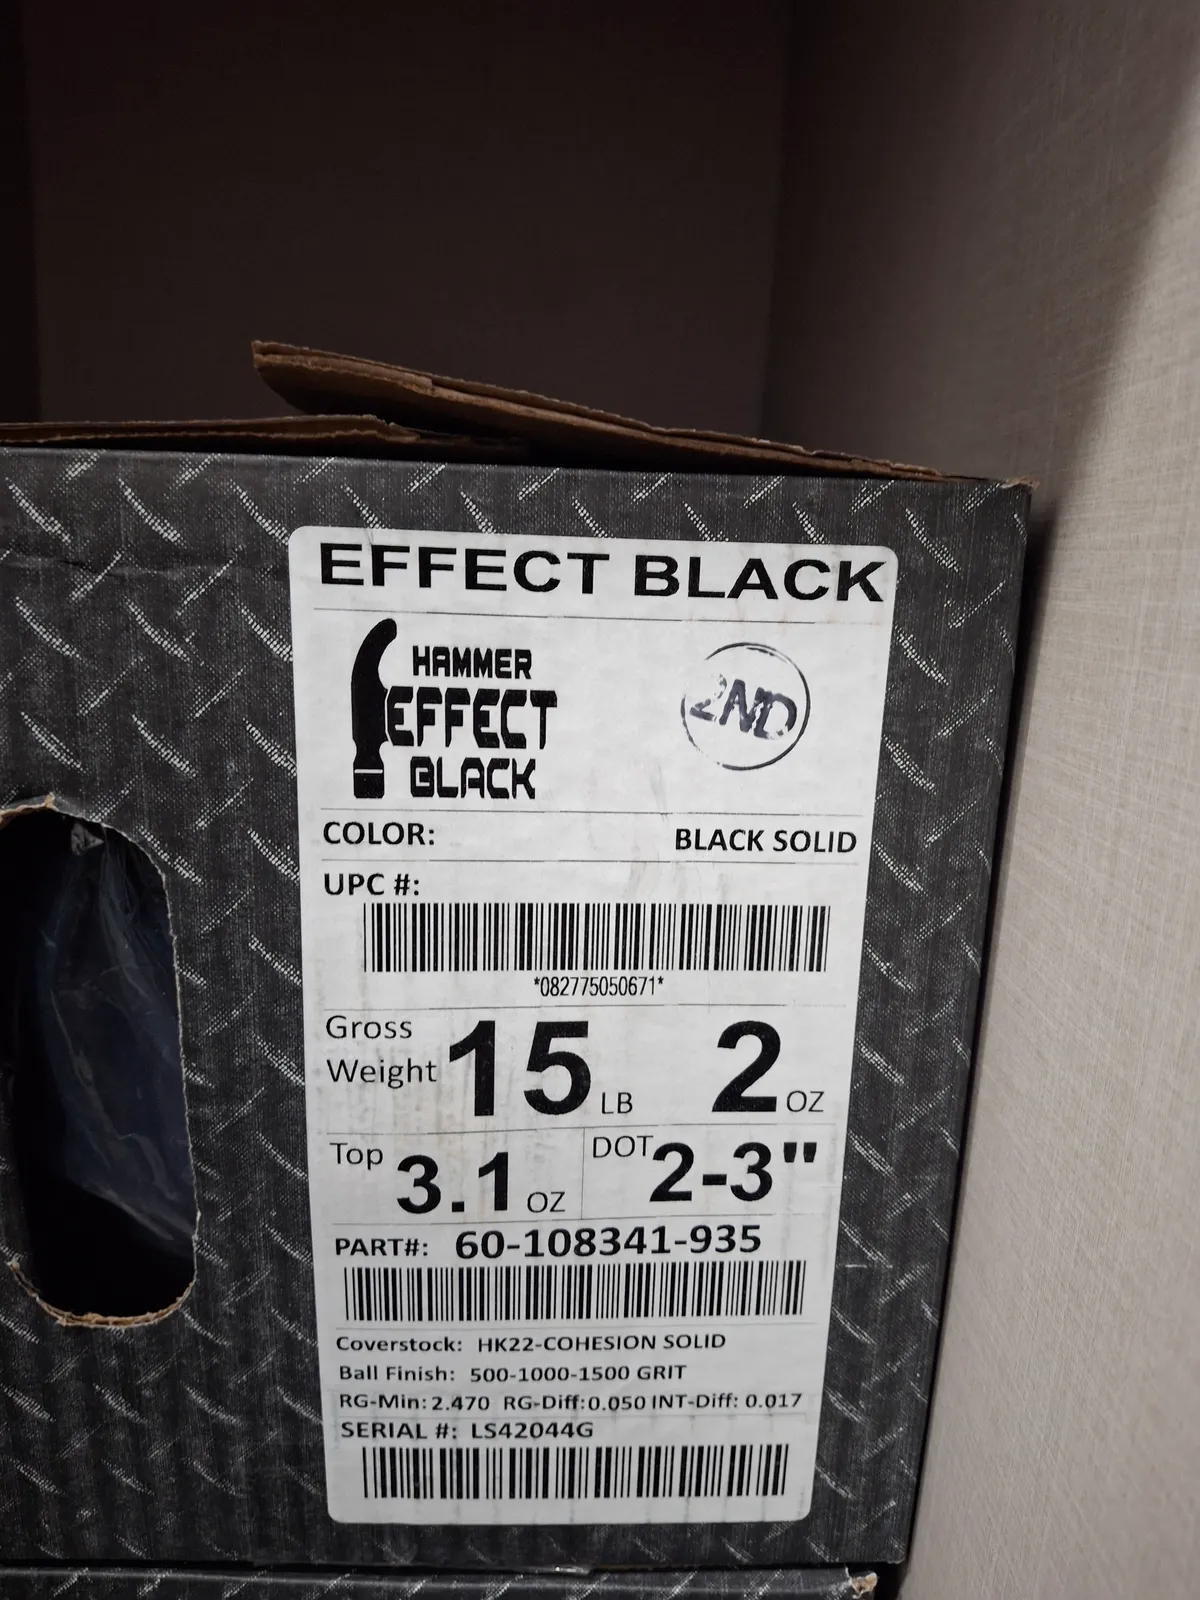 EFFECT BLACK
HAMMER
EFFECT
BLACK
2ND
COLOR: BLACK SOLID
UPC #:
*082775050671*
Gross Weight 15 LB 2 OZ
Top 3.1 OZ DOT 2-3"
PART#: 60-108341-935
Coverstock: HK22-COHESION SOLID
Ball Finish: 500-1000-1500 GRIT
RG-Min: 2.470 RG-Diff:0.050 INT-Diff: 0.017
SERIAL #: LS42044G